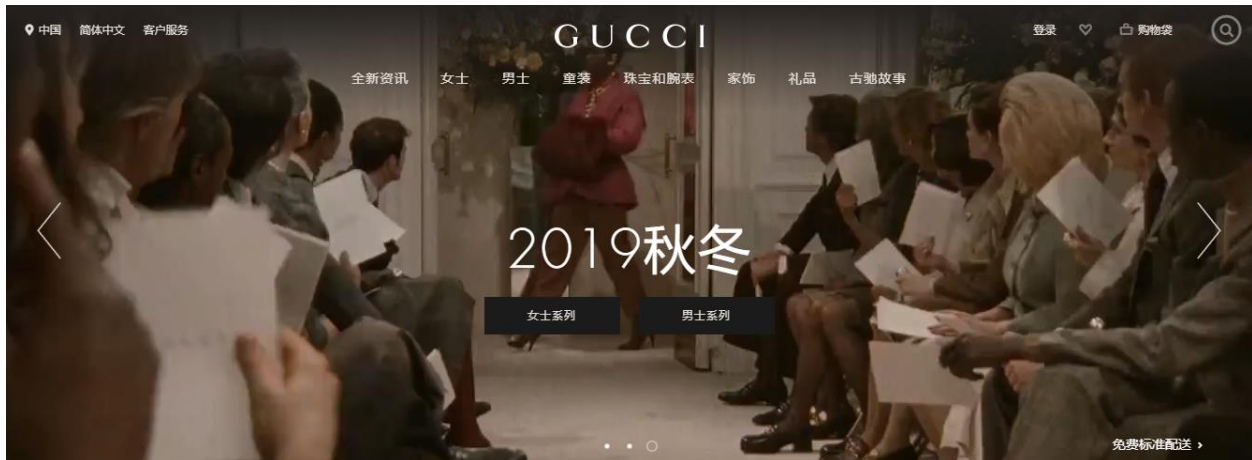 中国 简体中文 客户服务
GUCCI
登录 购物袋
全新资讯 女士 男士 童装 珠宝和腕表 家饰 礼品 古驰故事
2019秋冬
女士系列 男士系列
免费标准配送